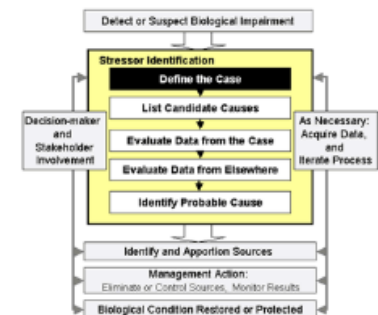 Detect or Suspect Biological Impairment
Stressor Identification
Define the Case
List Candidate Causes
Evaluate Data from the Case
Evaluate Data from Elsewhere
Identify Probable Cause
Decision-maker
and
Stakeholder
Involvement
As Necessary:
Acquire Data,
and
Iterate Process
Identify and Apportion Sources
Management Action:
Eliminate or Control Sources, Monitor Results
Biological Condition Restored or Protected